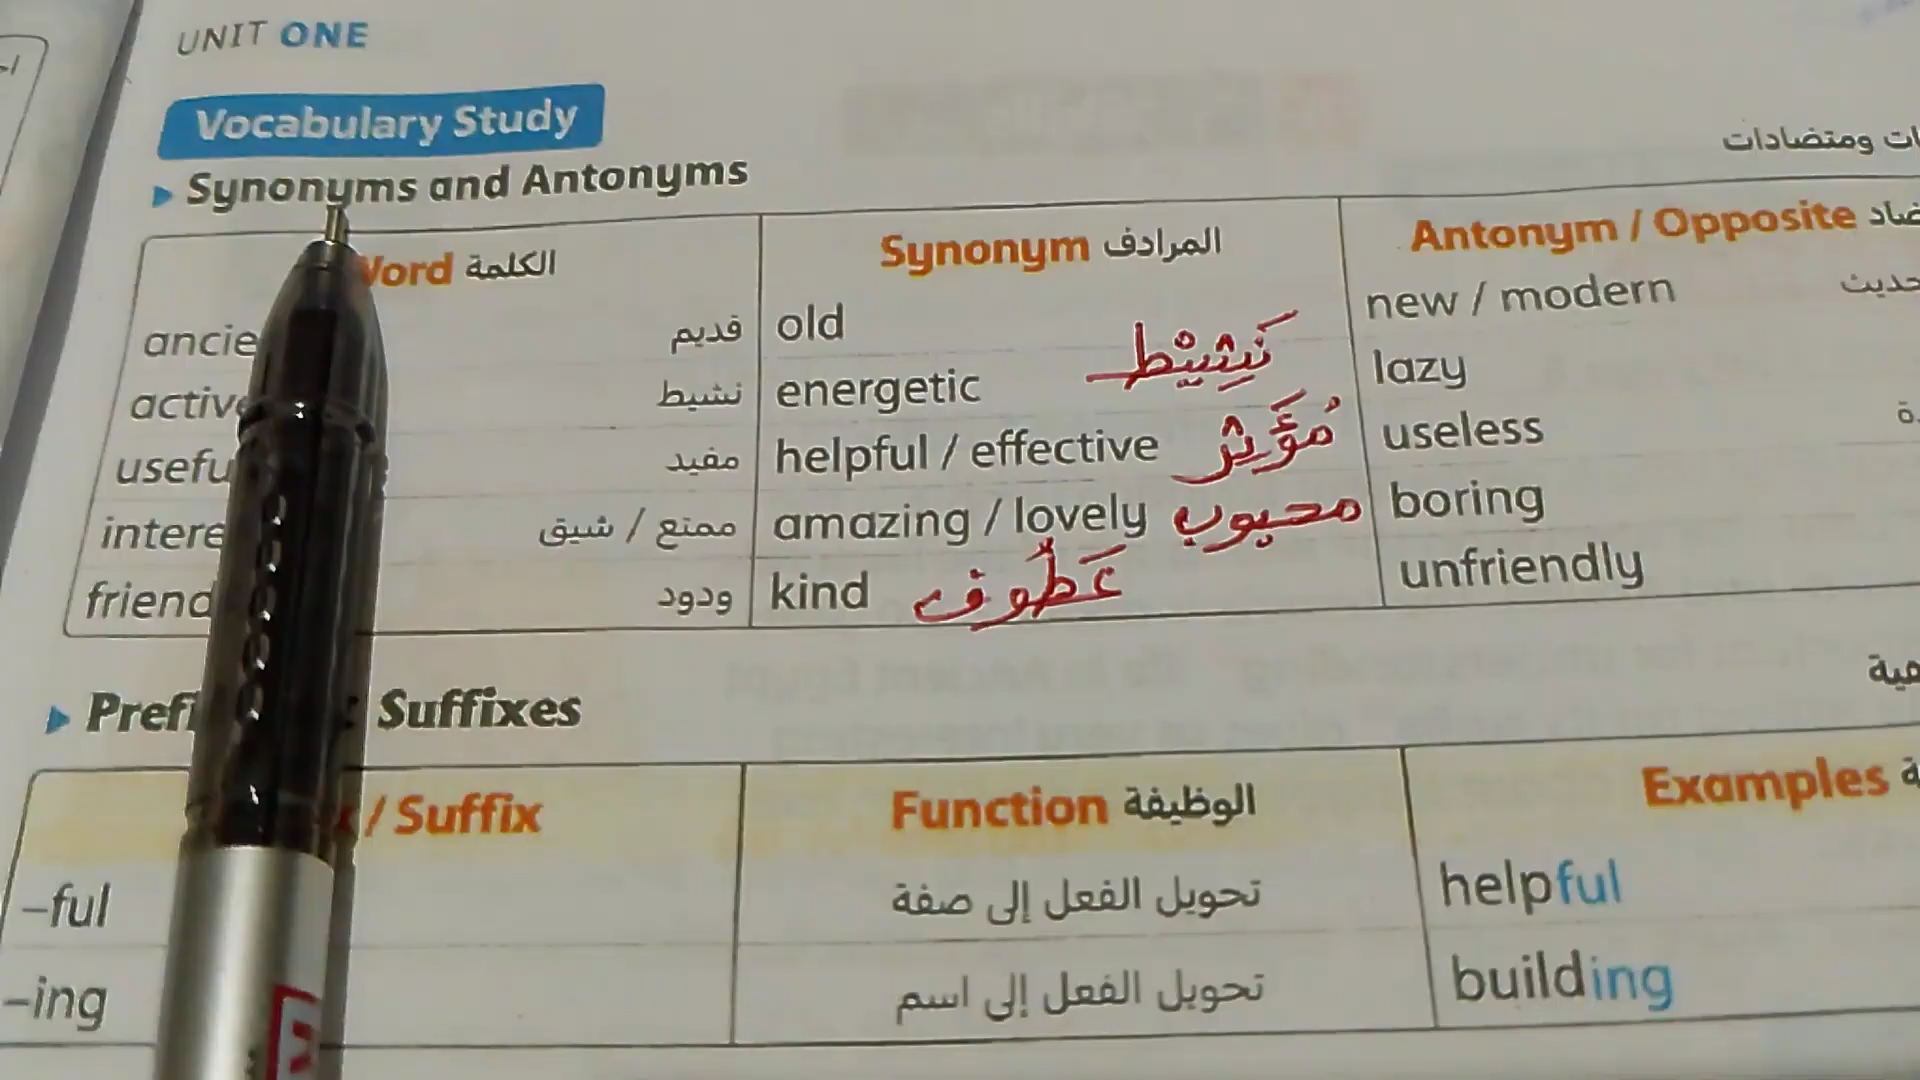 UNIT ONE
Vocabulary Study
Synonyms and Antonyms
ومتضادات
Word الكلمة Synonym المرادف Antonym / Opposite
قديم old new / modern
نشيط energetic نَشِيْط lazy
مفيد helpful / effective مُؤَثِر useless
ممتع / شيق amazing / lovely محبوب boring
ودود kind عَطُوف unfriendly
Suffixes
/ Suffix Function الوظيفة Examples
–ful تحويل الفعل إلى صفة helpful
–ing تحويل الفعل إلى اسم building